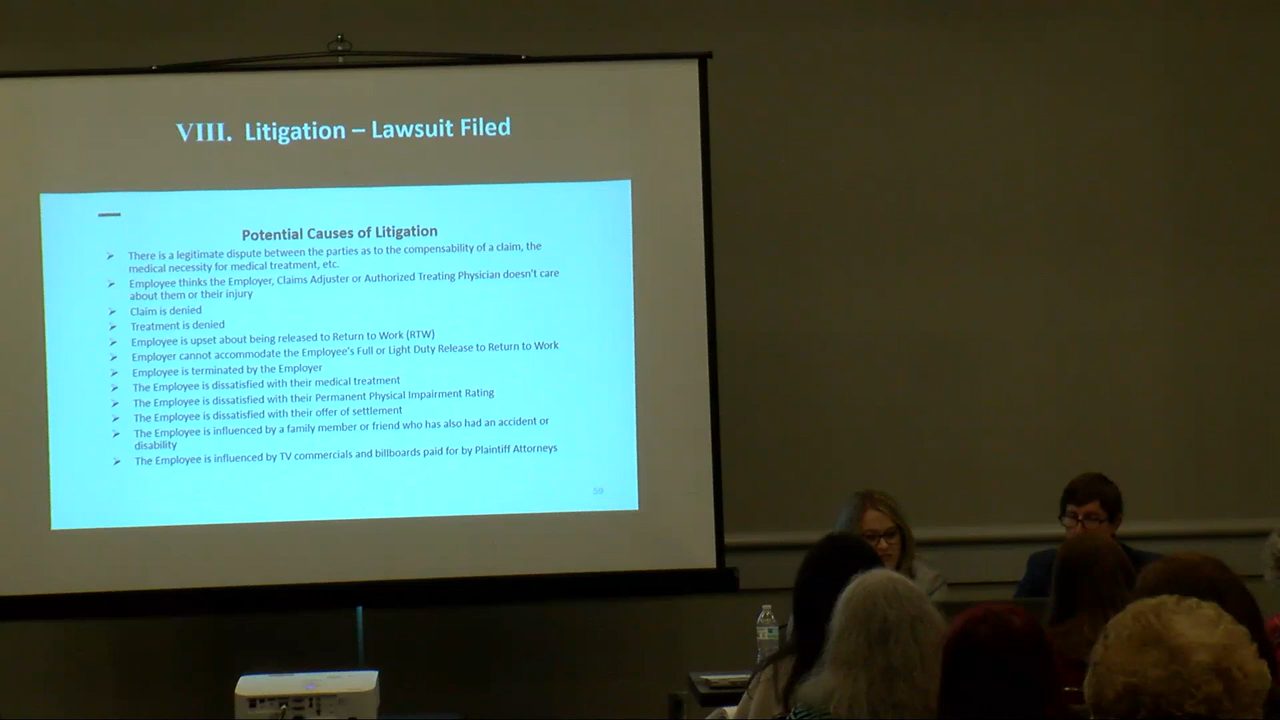 VIII. Litigation – Lawsuit Filed
Potential Causes of Litigation
➢ There is a legitimate dispute between the parties as to the compensability of a claim, the
medical necessity for medical treatment, etc.
➢ Employee thinks the Employer, Claims Adjuster or Authorized Treating Physician doesn't care
about them or their injury
➢ Claim is denied
➢ Treatment is denied
➢ Employee is upset about being released to Return to Work (RTW)
➢ Employer cannot accommodate the Employee's Full or Light Duty Release to Return to Work
➢ Employee is terminated by the Employer
➢ The Employee is dissatisfied with their medical treatment
➢ The Employee is dissatisfied with their Permanent Physical Impairment Rating
➢ The Employee is dissatisfied with their offer of settlement
➢ The Employee is influenced by a family member or friend who has also had an accident or
disability
➢ The Employee is influenced by TV commercials and billboards paid for by Plaintiff Attorneys
59